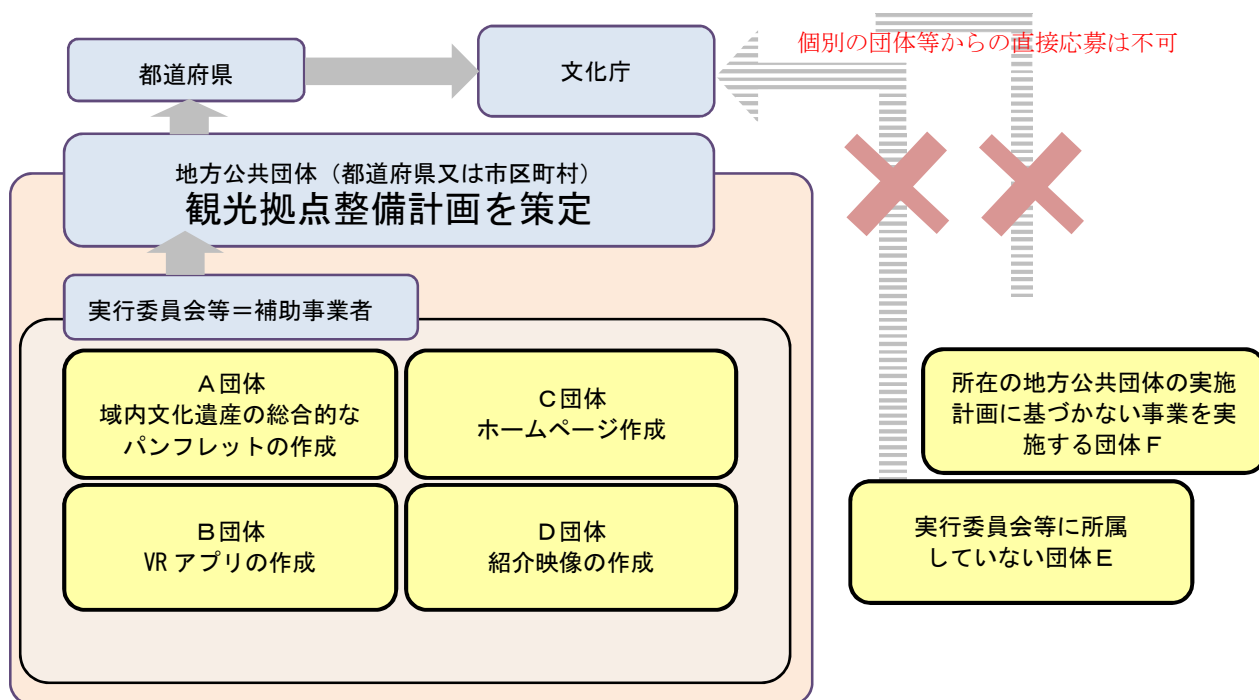 個別の団体等からの直接応募は不可
都道府県
文化庁
地方公共団体（都道府県又は市区町村）
観光拠点整備計画を策定
実行委員会等＝補助事業者
Ａ団体
域内文化遺産の総合的な
パンフレットの作成
Ｃ団体
ホームページ作成
Ｂ団体
VR アプリの作成
Ｄ団体
紹介映像の作成
所在の地方公共団体の実施
計画に基づかない事業を実
施する団体Ｆ
実行委員会等に所属
していない団体Ｅ